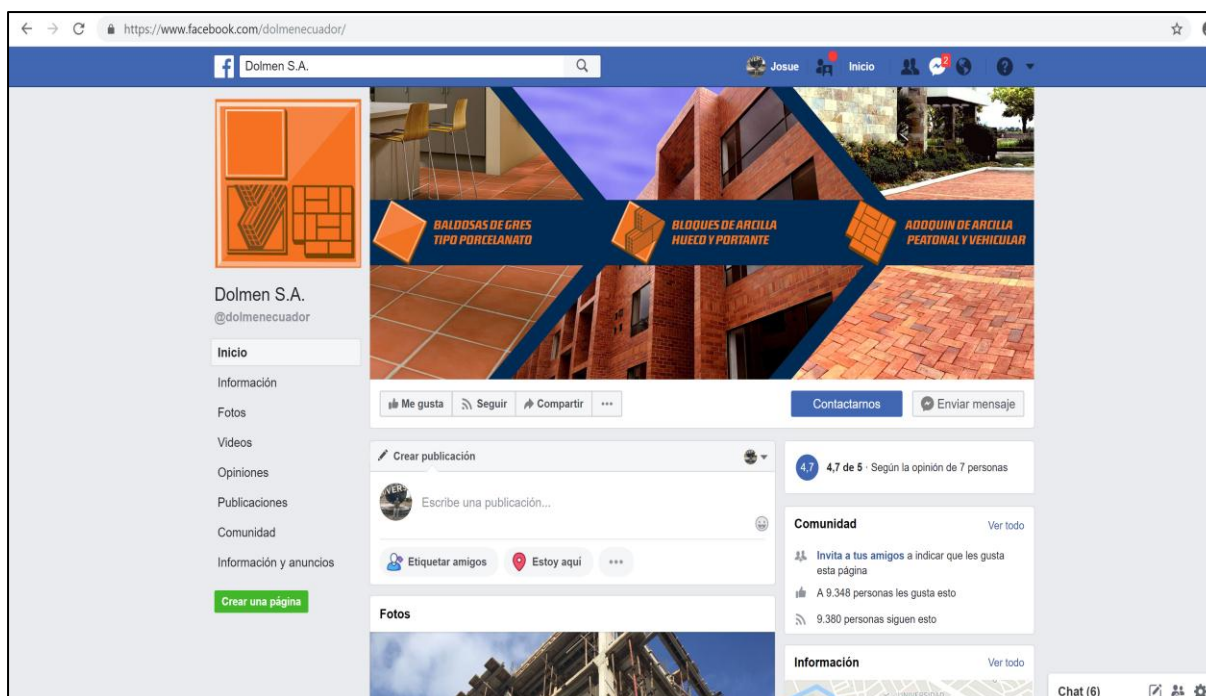 https://www.facebook.com/dolmenecuador/
Dolmen S.A.
Josue
Inicio
2
BALDOSAS DE GRES
TIPO PORCELANATO
BLOQUES DE ARCILLA
HUECO Y PORTANTE
ADOQUIN DE ARCILLA
PEATONAL Y VEHICULAR
Dolmen S.A.
@dolmenecuador
Inicio
Información
Fotos
Videos
Opiniones
Publicaciones
Comunidad
Información y anuncios
Crear una página
Me gusta
Seguir
Compartir
Contactarnos
Enviar mensaje
Crear publicación
Escribe una publicación...
Etiquetar amigos
Estoy aquí
Fotos
4,7
4,7 de 5 · Según la opinión de 7 personas
Comunidad
Ver todo
Invita a tus amigos a indicar que les gusta
esta página
A 9.348 personas les gusta esto
9.380 personas siguen esto
Información
Ver todo
UNIVERSIDAD
Chat (6)